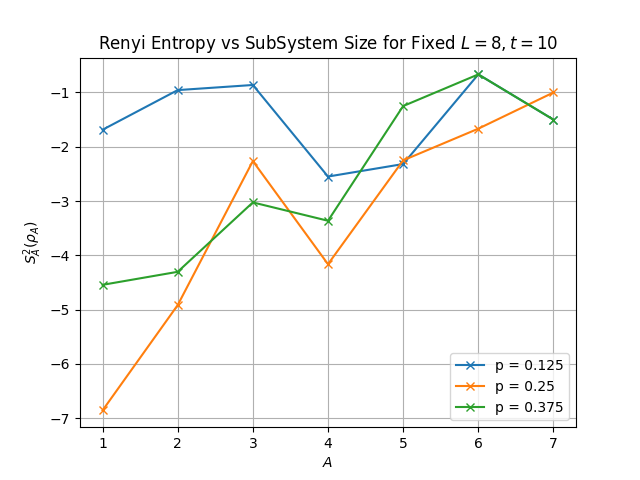 Renyi Entropy vs SubSystem Size for Fixed $L = 8, t = 10$
−1
−2
−3
−4
−5
−6
−7
$S_A^2(\rho_A)$
p = 0.125
p = 0.25
p = 0.375
1 2 3 4 5 6 7
A